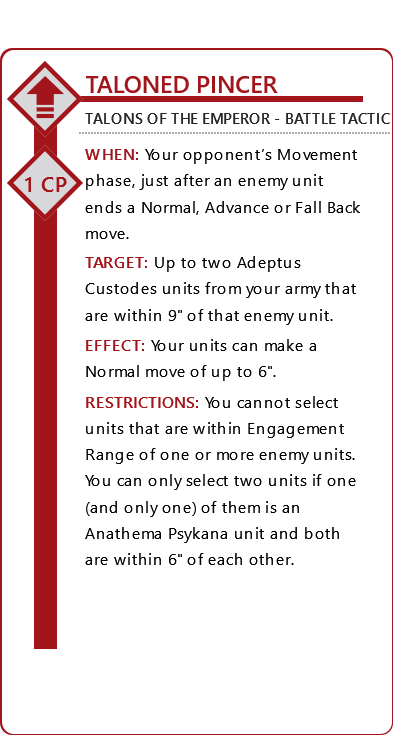 TALONED PINCER
TALONS OF THE EMPEROR - BATTLE TACTIC
1 CP
WHEN: Your opponent's Movement
phase, just after an enemy unit
ends a Normal, Advance or Fall Back
move.
TARGET: Up to two Adeptus
Custodes units from your army that
are within 9" of that enemy unit.
EFFECT: Your units can make a
Normal move of up to 6".
RESTRICTIONS: You cannot select
units that are within Engagement
Range of one or more enemy units.
You can only select two units if one
(and only one) of them is an
Anathema Psykana unit and both
are within 6" of each other.